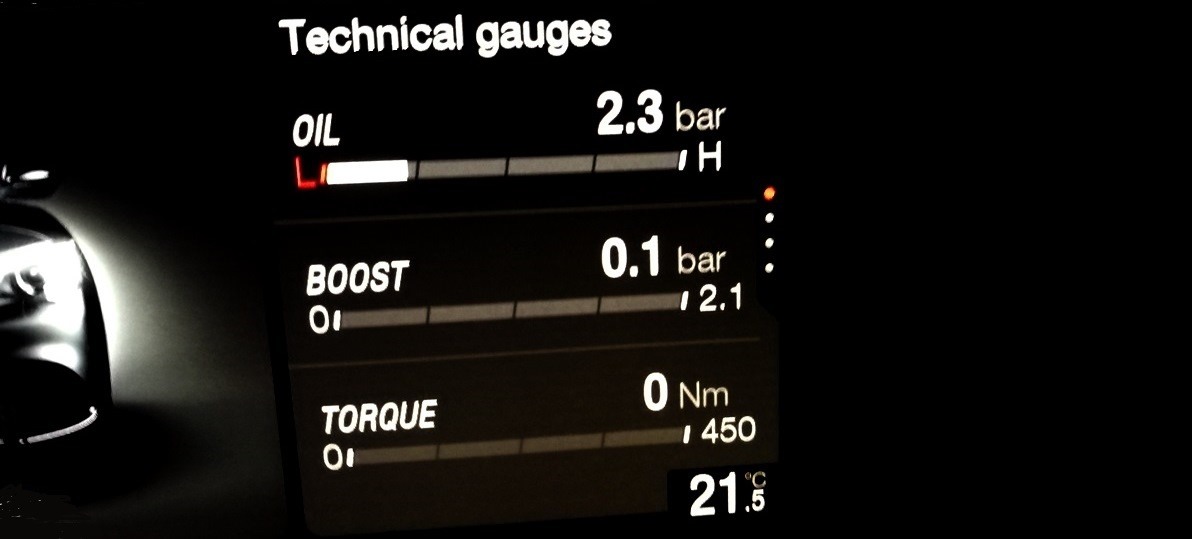 Technical gauges
OIL 2.3 bar
L H
BOOST 0.1 bar
0 2.1
TORQUE 0 Nm
0 450
21.5 °C